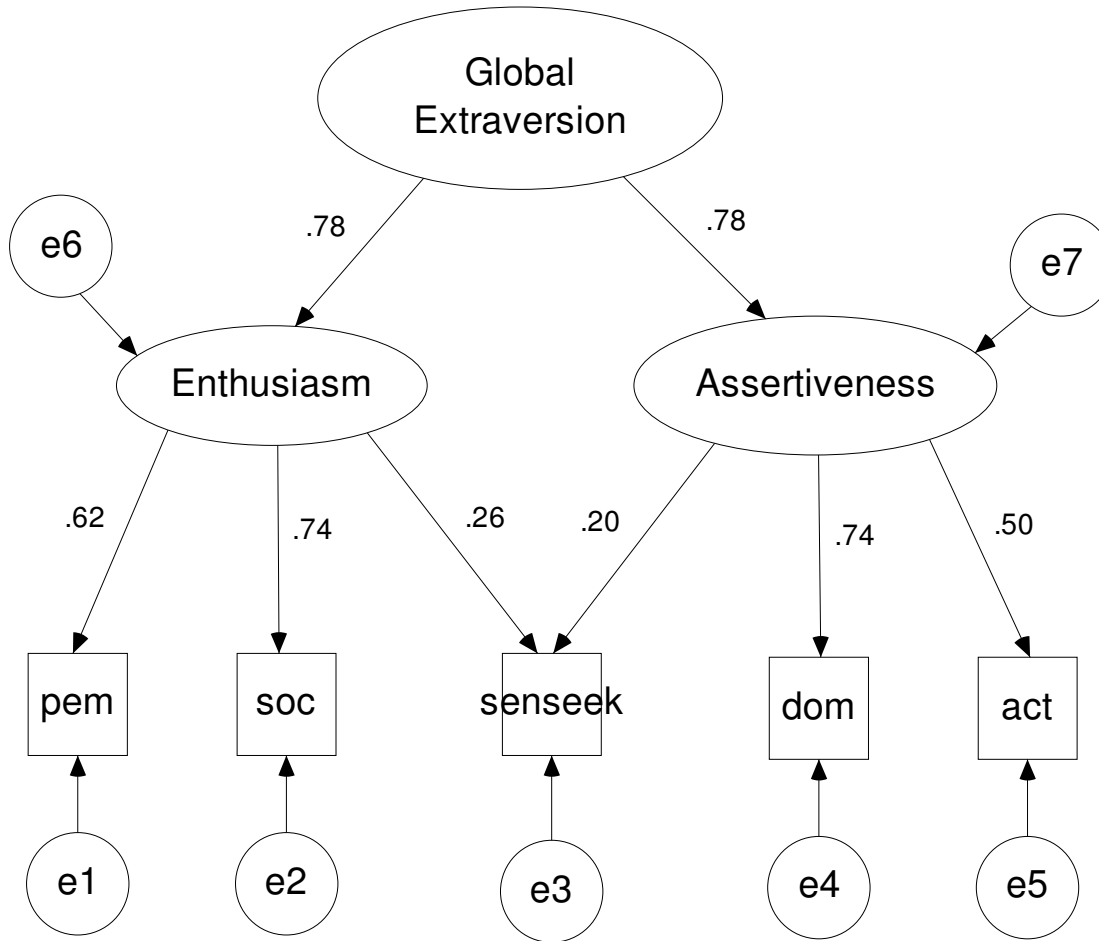 Global
Extraversion
.78
.78
e6
e7
Enthusiasm
Assertiveness
.62
.74
.26
.20
.74
.50
pem
soc
senseek
dom
act
e1
e2
e3
e4
e5